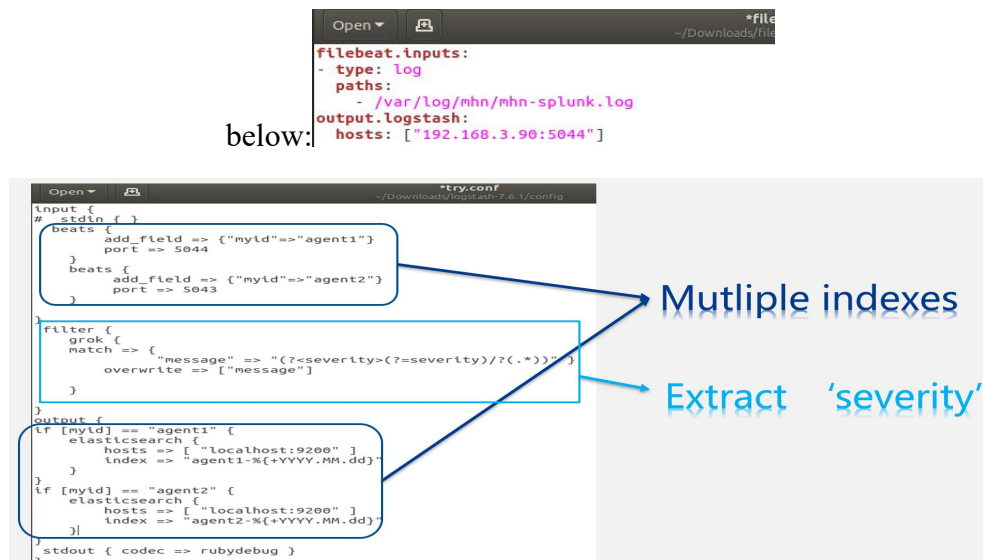 Open
*file
~/Downloads/file
filebeat.inputs:
- type: log
  paths:
    - /var/log/mhn/mhn-splunk.log
output.logstash:
  hosts: ["192.168.3.90:5044"]
below:
Open
*try.conf
~/Downloads/logstash-7.6.1/config
input {
#  stdin { }
  beats {
        add_field => {"myid"=>"agent1"}
        port => 5044
    }
    beats {
         add_field => {"myid"=>"agent2"}
         port => 5043
    }
}
filter {
    grok {
    match => {
              "message" => "(?<severity>(?=severity)/?(.*))" }
        overwrite => ["message"]
    }
}
output {
if [myid] == "agent1" {
    elasticsearch {
        hosts => [ "localhost:9200" ]
        index => "agent1-%{+YYYY.MM.dd}"
    }
}
if [myid] == "agent2" {
    elasticsearch {
        hosts => [ "localhost:9200" ]
        index => "agent2-%{+YYYY.MM.dd}"
    }
}
 stdout { codec => rubydebug }
}
Mutliple indexes
Extract ‘severity’